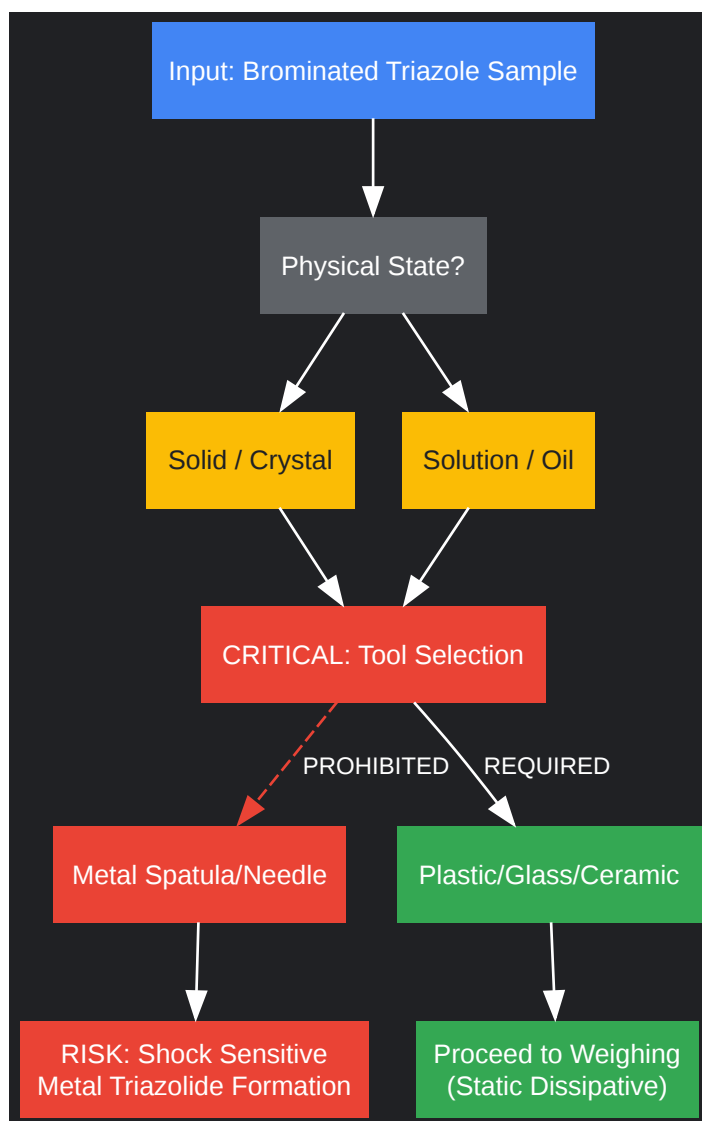 Input: Brominated Triazole Sample
Physical State?
Solid / Crystal
Solution / Oil
CRITICAL: Tool Selection
PROHIBITED
REQUIRED
Metal Spatula/Needle
Plastic/Glass/Ceramic
RISK: Shock Sensitive
Metal Triazolide Formation
Proceed to Weighing
(Static Dissipative)